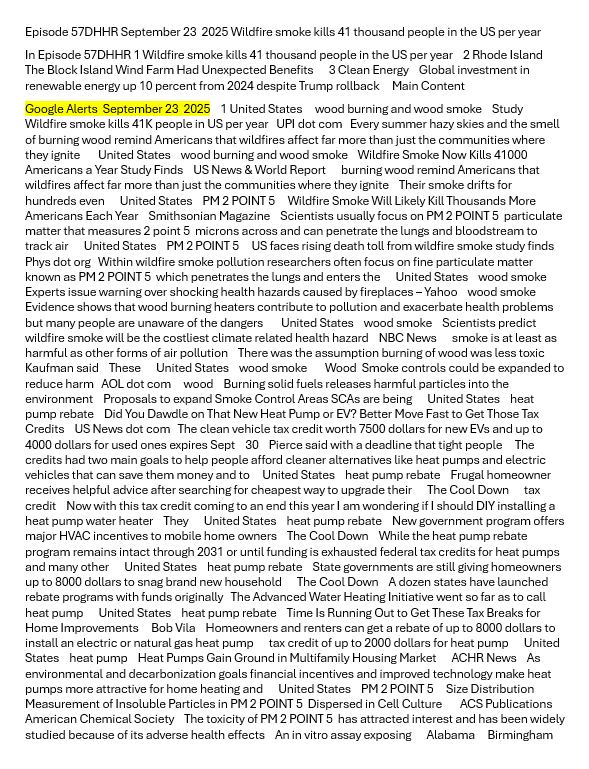 Episode 57DHHR September 23  2025 Wildfire smoke kills 41 thousand people in the US per year
In Episode 57DHHR 1 Wildfire smoke kills 41 thousand people in the US per year    2 Rhode Island
The Block Island Wind Farm Had Unexpected Benefits     3 Clean Energy   Global investment in
renewable energy up 10 percent from 2024 despite Trump rollback    Main Content
Google Alerts  September 23  2025    1 United States    wood burning and wood smoke   Study
Wildfire smoke kills 41K people in US per year   UPI dot com   Every summer hazy skies and the smell
of burning wood remind Americans that wildfires affect far more than just the communities where
they ignite      United States    wood burning and wood smoke   Wildfire Smoke Now Kills 41000
Americans a Year Study Finds   US News & World Report     burning wood remind Americans that
wildfires affect far more than just the communities where they ignite   Their smoke drifts for
hundreds even     United States    PM 2 POINT 5    Wildfire Smoke Will Likely Kill Thousands More
Americans Each Year   Smithsonian Magazine   Scientists usually focus on PM 2 POINT 5  particulate
matter that measures 2 point 5  microns across and can penetrate the lungs and bloodstream to
track air     United States    PM 2 POINT 5    US faces rising death toll from wildfire smoke study finds
Phys dot org   Within wildfire smoke pollution researchers often focus on fine particulate matter
known as PM 2 POINT 5  which penetrates the lungs and enters the     United States    wood smoke
Experts issue warning over shocking health hazards caused by fireplaces – Yahoo   wood smoke
Evidence shows that wood burning heaters contribute to pollution and exacerbate health problems
but many people are unaware of the dangers      United States    wood smoke   Scientists predict
wildfire smoke will be the costliest climate related health hazard   NBC News     smoke is at least as
harmful as other forms of air pollution   There was the assumption burning of wood was less toxic
Kaufman said   These     United States    wood smoke      Wood  Smoke controls could be expanded to
reduce harm   AOL dot com    wood    Burning solid fuels releases harmful particles into the
environment   Proposals to expand Smoke Control Areas SCAs are being     United States    heat
pump rebate    Did You Dawdle on That New Heat Pump or EV? Better Move Fast to Get Those Tax
Credits   US News dot com   The clean vehicle tax credit worth 7500 dollars for new EVs and up to
4000 dollars for used ones expires Sept   30    Pierce said with a deadline that tight people    The
credits had two main goals to help people afford cleaner alternatives like heat pumps and electric
vehicles that can save them money and to    United States    heat pump rebate   Frugal homeowner
receives helpful advice after searching for cheapest way to upgrade their     The Cool Down     tax
credit   Now with this tax credit coming to an end this year I am wondering if I should DIY installing a
heat pump water heater   They     United States    heat pump rebate   New government program offers
major HVAC incentives to mobile home owners   The Cool Down   While the heat pump rebate
program remains intact through 2031 or until funding is exhausted federal tax credits for heat pumps
and many other     United States    heat pump rebate   State governments are still giving homeowners
up to 8000 dollars to snag brand new household     The Cool Down   A dozen states have launched
rebate programs with funds originally  The Advanced Water Heating Initiative went so far as to call
heat pump     United States    heat pump rebate   Time Is Running Out to Get These Tax Breaks for
Home Improvements    Bob Vila   Homeowners and renters can get a rebate of up to 8000 dollars to
install an electric or natural gas heat pump     tax credit of up to 2000 dollars for heat pump     United
States    heat pump   Heat Pumps Gain Ground in Multifamily Housing Market     ACHR News   As
environmental and decarbonization goals financial incentives and improved technology make heat
pumps more attractive for home heating and     United States    PM 2 POINT 5    Size Distribution
Measurement of Insoluble Particles in PM 2 POINT 5  Dispersed in Cell Culture      ACS Publications
American Chemical Society   The toxicity of PM 2 POINT 5  has attracted interest and has been widely
studied because of its adverse health effects   An in vitro assay exposing     Alabama    Birmingham